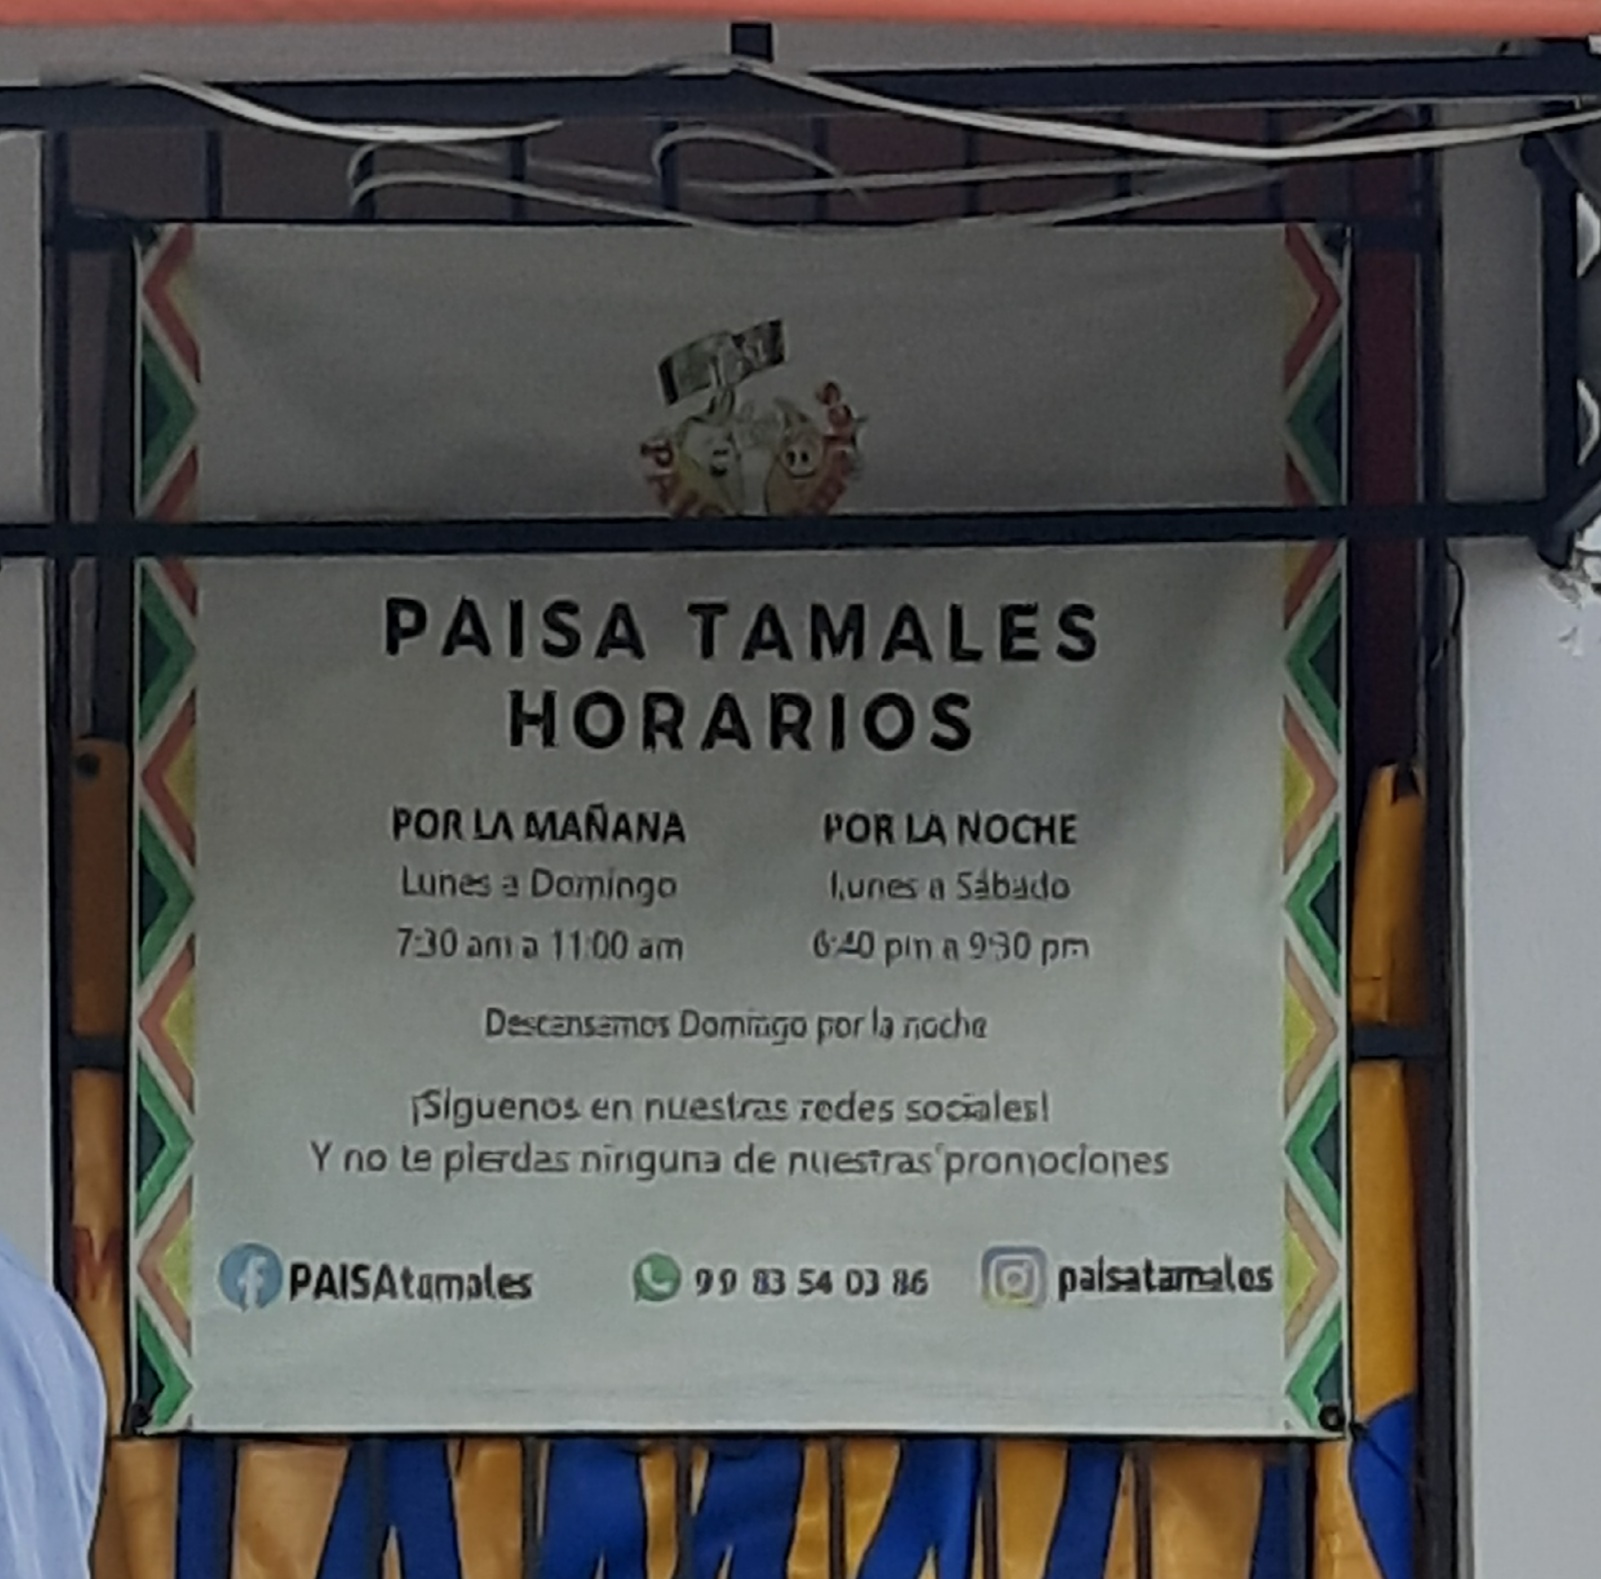 PAISA TAMALES
HORARIOS
POR LA MAÑANA
Lunes a Domingo
7:30 am a 11:00 am
POR LA NOCHE
Lunes a Sábado
6:40 pm a 9:30 pm
Descansamos Domingo por la noche
¡Síguenos en nuestras redes sociales!
Y no te pierdas ninguna de nuestras promociones
PAISAtamales
99 83 54 03 86
paisatamales